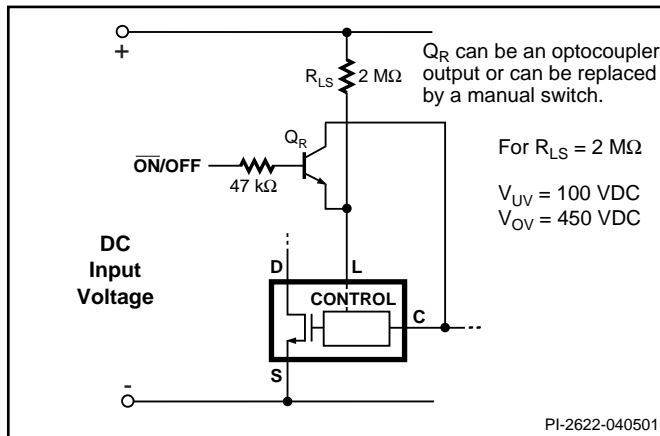 +
R_LS 2 MΩ
Q_R can be an optocoupler
output or can be replaced
by a manual switch.
Q_R
O̅N̅/OFF
47 kΩ
For R_LS = 2 MΩ
V_UV = 100 VDC
V_OV = 450 VDC
DC
Input
Voltage
D
L
CONTROL
C
S
-
PI-2622-040501